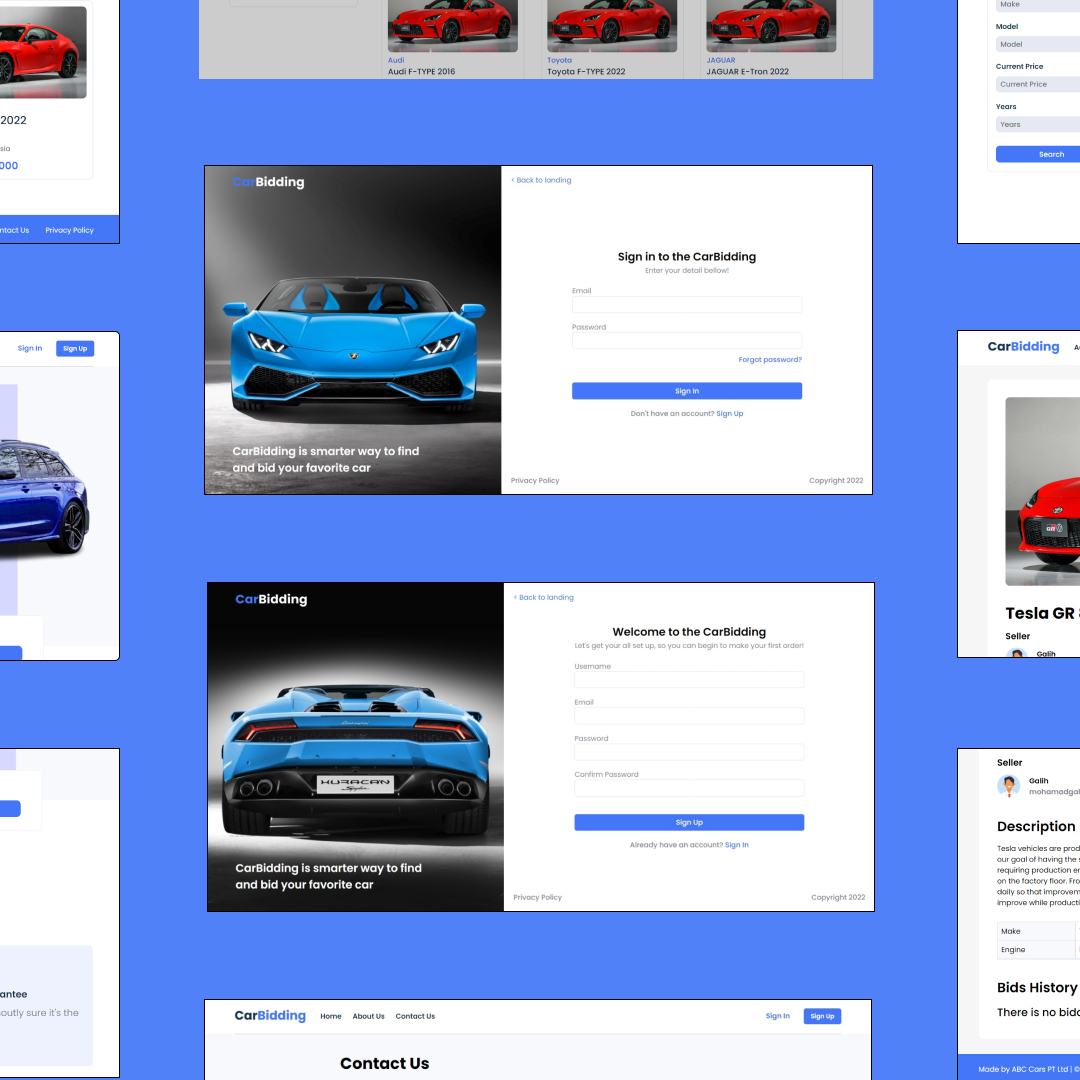 2022
sia
000
ntact Us Privacy Policy
Sign In Sign Up
antee
soutly sure it's the
Audi
Audi F-TYPE 2016
Toyota
Toyota F-TYPE 2022
JAGUAR
JAGUAR E-Tron 2022
CarBidding
CarBidding is smarter way to find
and bid your favorite car
< Back to landing
Sign in to the CarBidding
Enter your detail bellow!
Email
Password
Forgot password?
Sign In
Don't have an account? Sign Up
Privacy Policy Copyright 2022
CarBidding
HURACAN
Spyder
CarBidding is smarter way to find
and bid your favorite car
< Back to landing
Welcome to the CarBidding
Let's get your all set up, so you can begin to make your first order!
Username
Email
Password
Confirm Password
Sign Up
Already have an account? Sign In
Privacy Policy Copyright 2022
CarBidding Home About Us Contact Us Sign In Sign Up
Contact Us
Make
Model
Model
Current Price
Current Price
Years
Years
Search
CarBidding A
GR
Tesla GR
Seller
Galih
Seller
Galih
mohamadgal
Description
Tesla vehicles are prod
our goal of having the s
requiring production en
on the factory floor. Fro
daily so that improvem
improve while producti
Make
Engine
Bids History
There is no bidd
Made by ABC Cars PT Ltd | ©